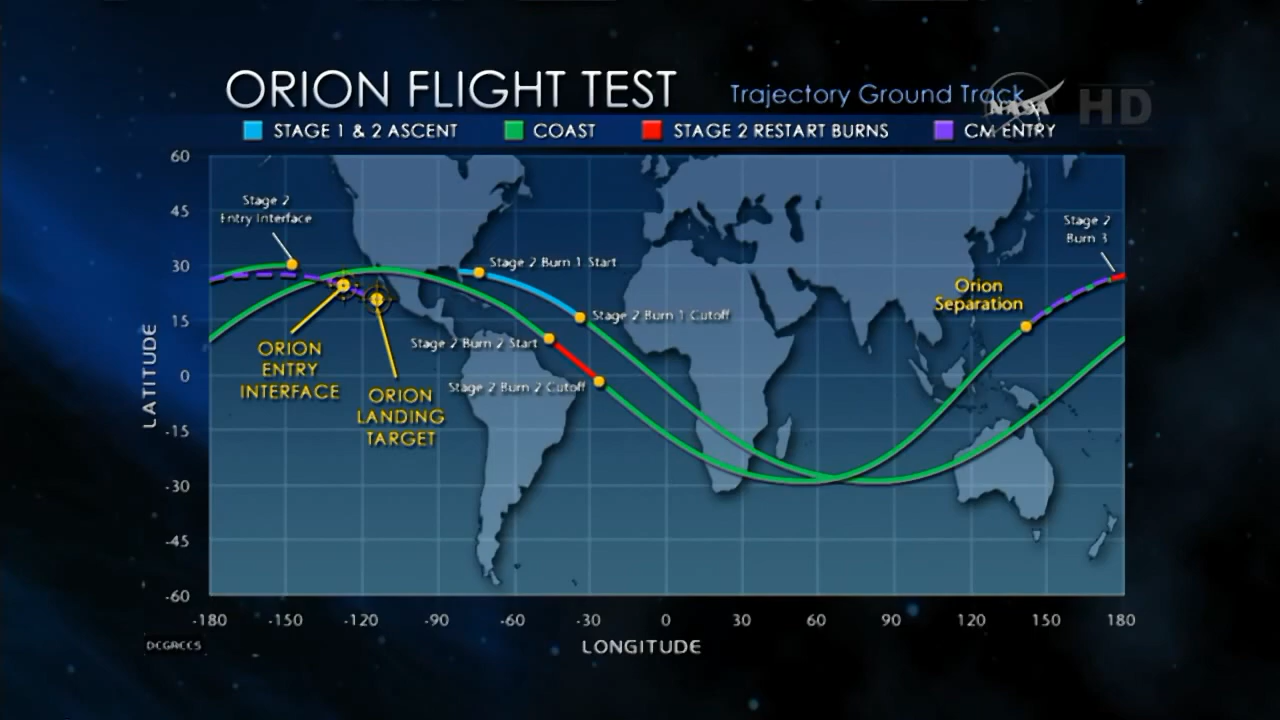 ORION FLIGHT TEST
Trajectory Ground Track
NASA
HD
STAGE 1 & 2 ASCENT
COAST
STAGE 2 RESTART BURNS
CM ENTRY
60
45
30
15
0
-15
-30
-45
-60
LATITUDE
Stage 2
Entry Interface
Stage 2 Burn 1 Start
Stage 2 Burn 1 Cutoff
Stage 2 Burn 2 Start
Stage 2 Burn 2 Cutoff
Stage 2
Burn 3
Orion
Separation
ORION
ENTRY
INTERFACE
ORION
LANDING
TARGET
-180
-150
-120
-90
-60
-30
0
30
60
90
120
150
180
LONGITUDE
DEGREES